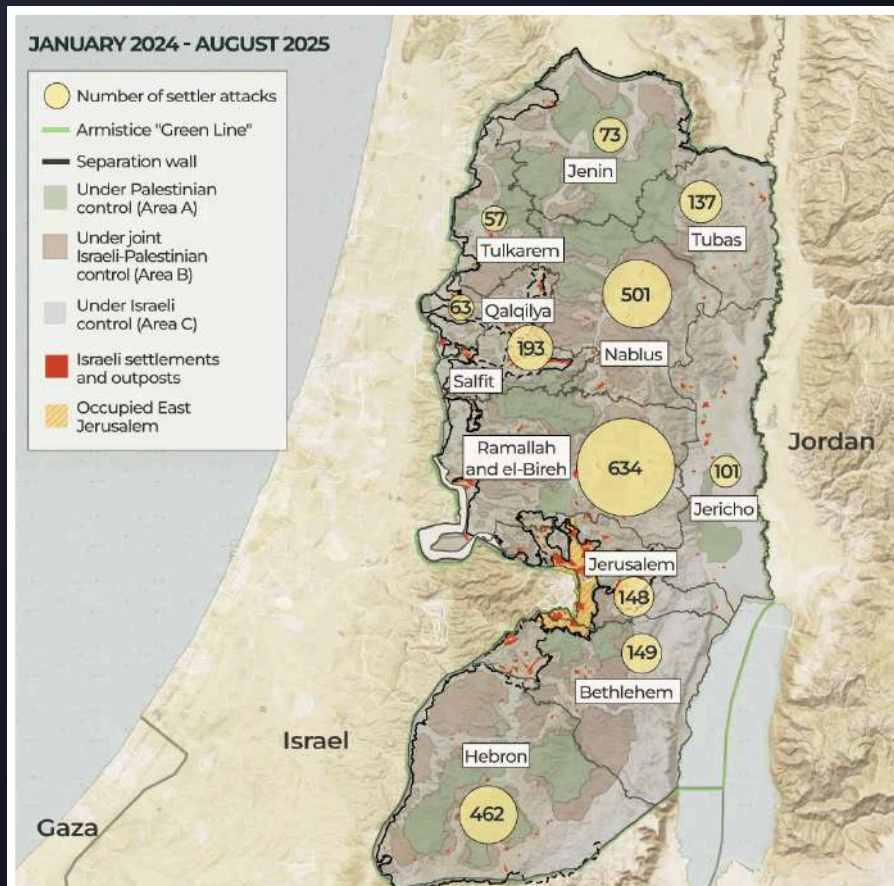 JANUARY 2024 - AUGUST 2025
Number of settler attacks
Armistice "Green Line"
Separation wall
Under Palestinian
control (Area A)
Under joint
Israeli-Palestinian
control (Area B)
Under Israeli
control (Area C)
Israeli settlements
and outposts
Occupied East
Jerusalem
73
Jenin
137
Tubas
57
Tulkarem
63
Qalqilya
501
Nablus
193
Salfit
Ramallah
and el-Bireh
634
101
Jericho
Jordan
Jerusalem
148
149
Bethlehem
Israel
Hebron
462
Gaza